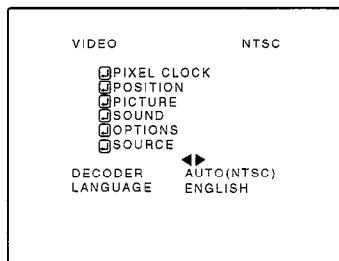 VIDEO NTSC
PIXEL CLOCK
POSITION
PICTURE
SOUND
OPTIONS
SOURCE
DECODER AUTO(NTSC)
LANGUAGE ENGLISH